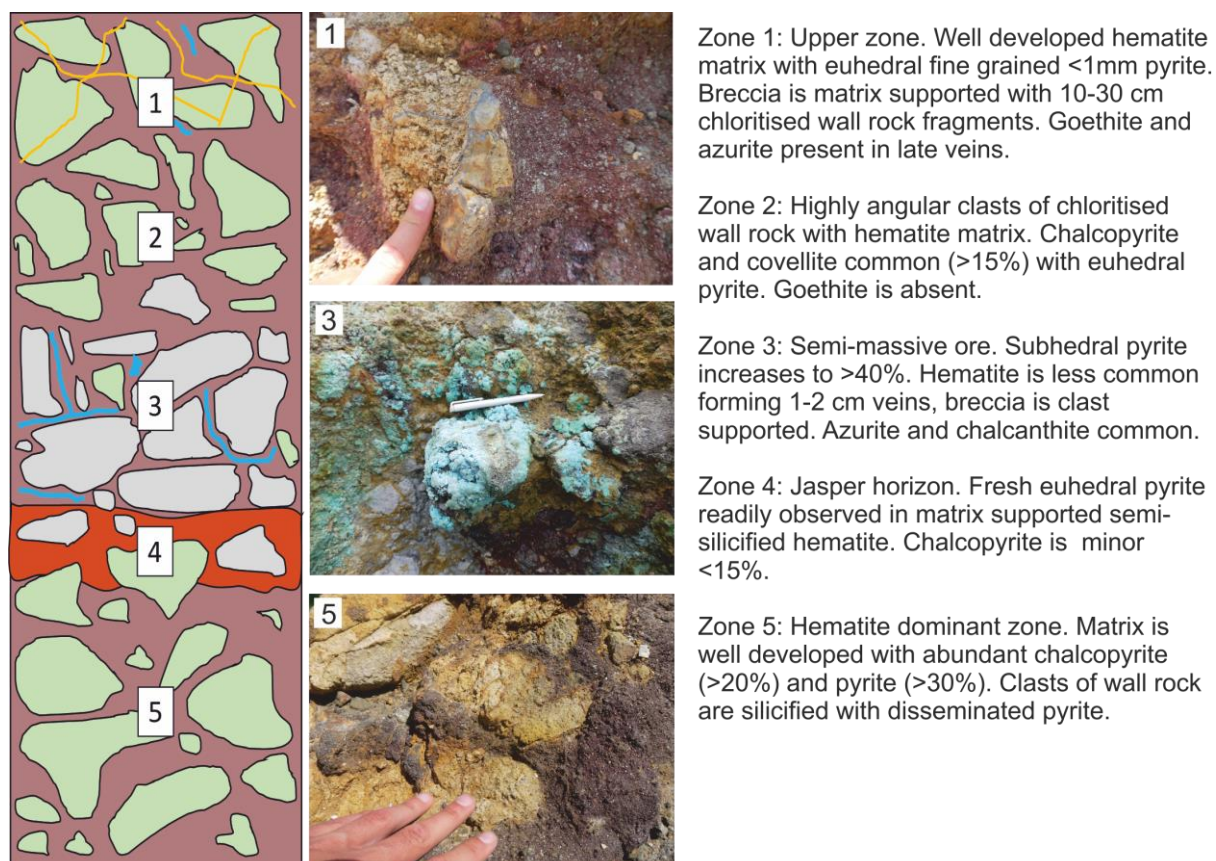 1
2
3
4
5
1
3
5
Zone 1: Upper zone. Well developed hematite
matrix with euhedral fine grained <1mm pyrite.
Breccia is matrix supported with 10-30 cm
chloritised wall rock fragments. Goethite and
azurite present in late veins.
Zone 2: Highly angular clasts of chloritised
wall rock with hematite matrix. Chalcopyrite
and covellite common (>15%) with euhedral
pyrite. Goethite is absent.
Zone 3: Semi-massive ore. Subhedral pyrite
increases to >40%. Hematite is less common
forming 1-2 cm veins, breccia is clast
supported. Azurite and chalcanthite common.
Zone 4: Jasper horizon. Fresh euhedral pyrite
readily observed in matrix supported semi-
silicified hematite. Chalcopyrite is  minor
<15%.
Zone 5: Hematite dominant zone. Matrix is
well developed with abundant chalcopyrite
(>20%) and pyrite (>30%). Clasts of wall rock
are silicified with disseminated pyrite.